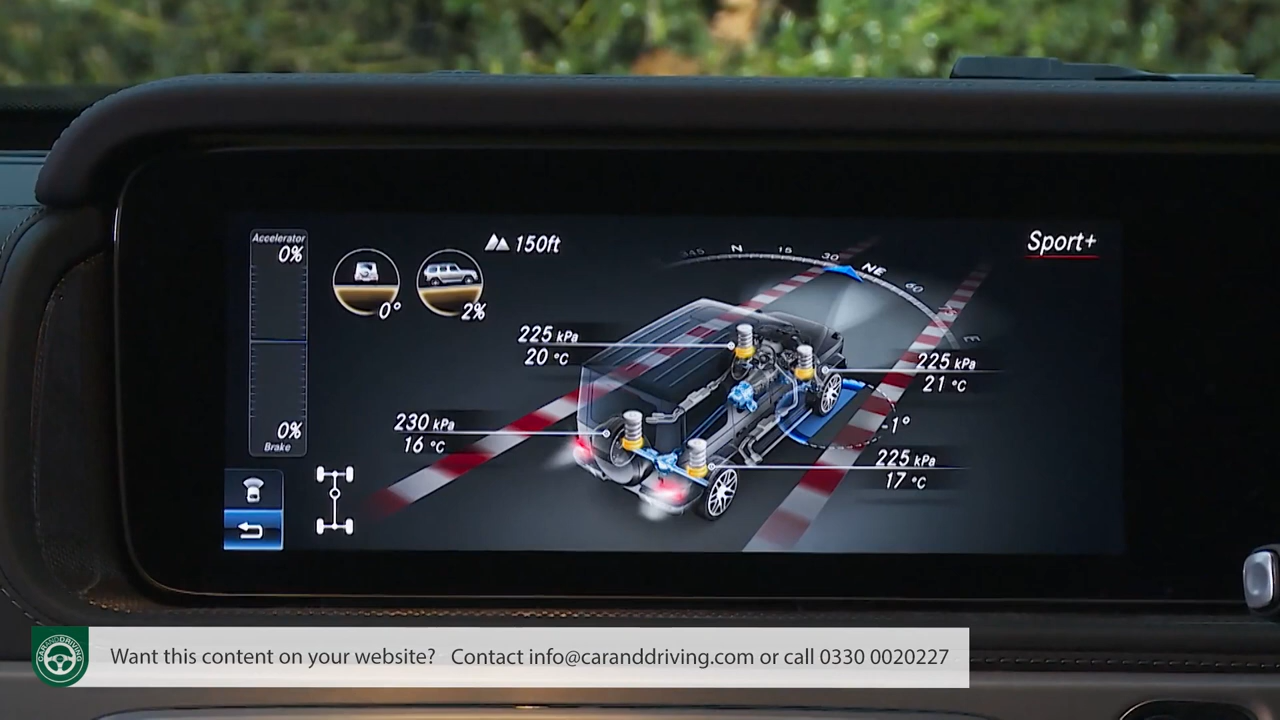 Accelerator
0%
0%
Brake
0°
2%
150ft
Sport+
345 N 15 30 NE 60 E
225 kPa
20 °C
225 kPa
21 °C
230 kPa
16 °C
-1°
225 kPa
17 °C
CARANDDRIVING
Want this content on your website? Contact info@caranddriving.com or call 0330 0020227